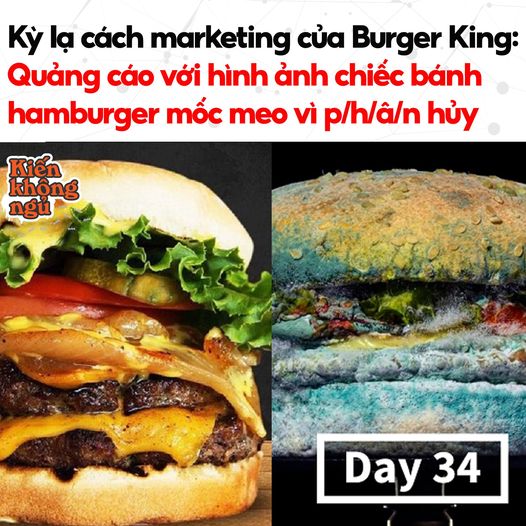 Kỳ lạ cách marketing của Burger King:
Quảng cáo với hình ảnh chiếc bánh
hamburger mốc meo vì p/h/â/n hủy
Kiến
không
ngủ
Day 34